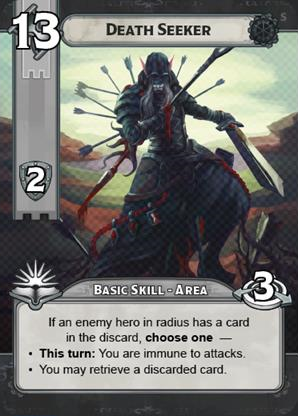 13
DEATH SEEKER
S
2
BASIC SKILL - AREA
3
If an enemy hero in radius has a card
in the discard, choose one —
• This turn: You are immune to attacks.
• You may retrieve a discarded card.